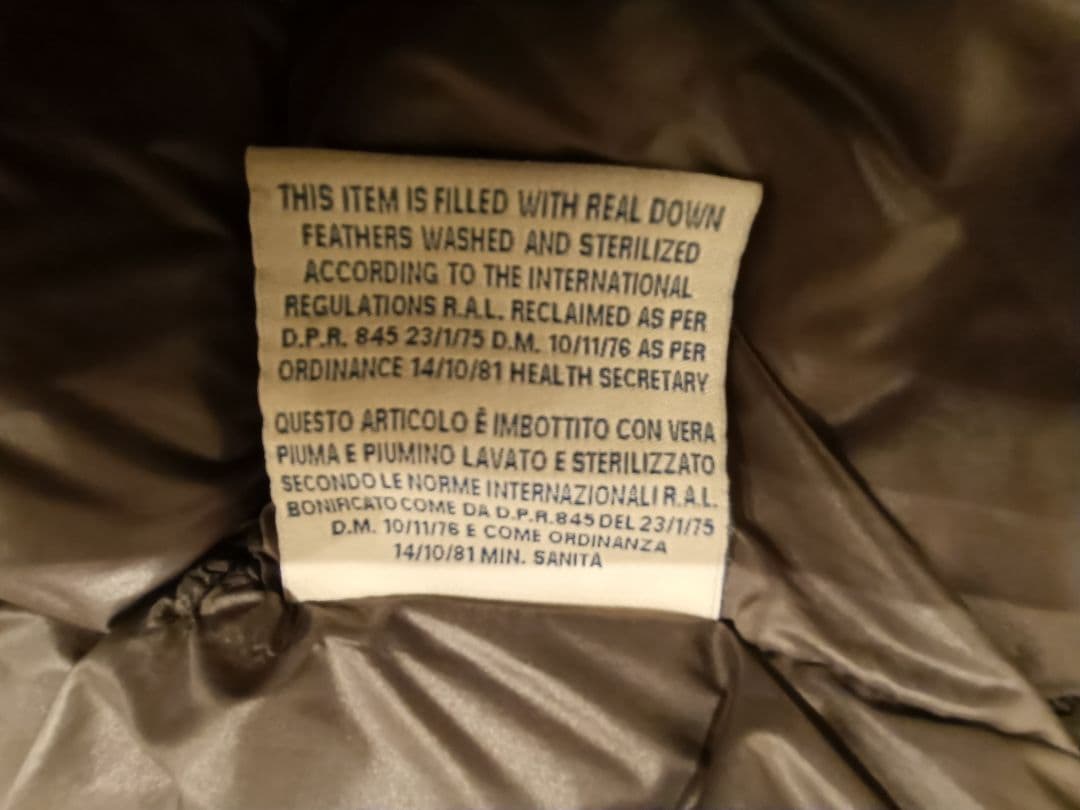 THIS ITEM IS FILLED WITH REAL DOWN
FEATHERS WASHED AND STERILIZED
ACCORDING TO THE INTERNATIONAL
REGULATIONS R.A.L. RECLAIMED AS PER
D.P.R. 845 23/1/75 D.M. 10/11/76 AS PER
ORDINANCE 14/10/81 HEALTH SECRETARY
QUESTO ARTICOLO Ê IMBOTTITO CON VERA
PIUMA E PIUMINO LAVATO E STERILIZZATO
SECONDO LE NORME INTERNAZIONALI R.A.L.
BONIFICATO COME DA D.P.R.845 DEL 23/1/75
D.M. 10/11/76 E COME ORDINANZA
14/10/81 MIN. SANITA